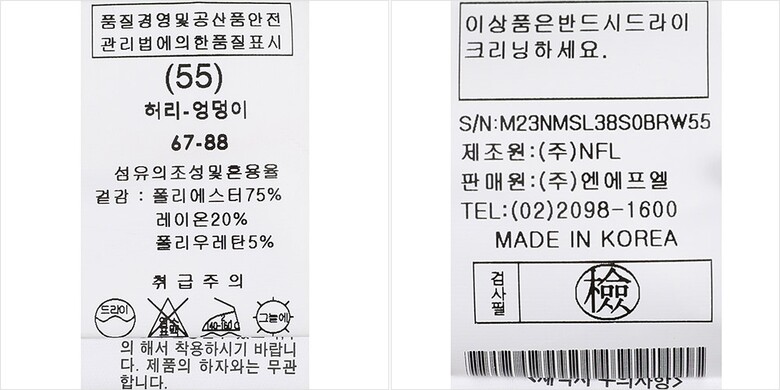 품질경영및공산품안전
관리법에의한품질표시
(55)
허리-엉덩이
67-88
섬유의조성및혼용율
겉감 : 폴리에스터75%
레이온20%
폴리우레탄5%
취급주의
드라이
염소
표백
140-160℃
그늘에
의 해서 착용하시기 바랍니
다. 제품의 하자와는 무관
합니다.
이상품은반드시드라이
크리닝하세요.
S/N:M23NMSL38S0BRW55
제조원:(주)NFL
판매원:(주)엔에프엘
TEL:(02)2098-1600
MADE IN KOREA
검사필
檢